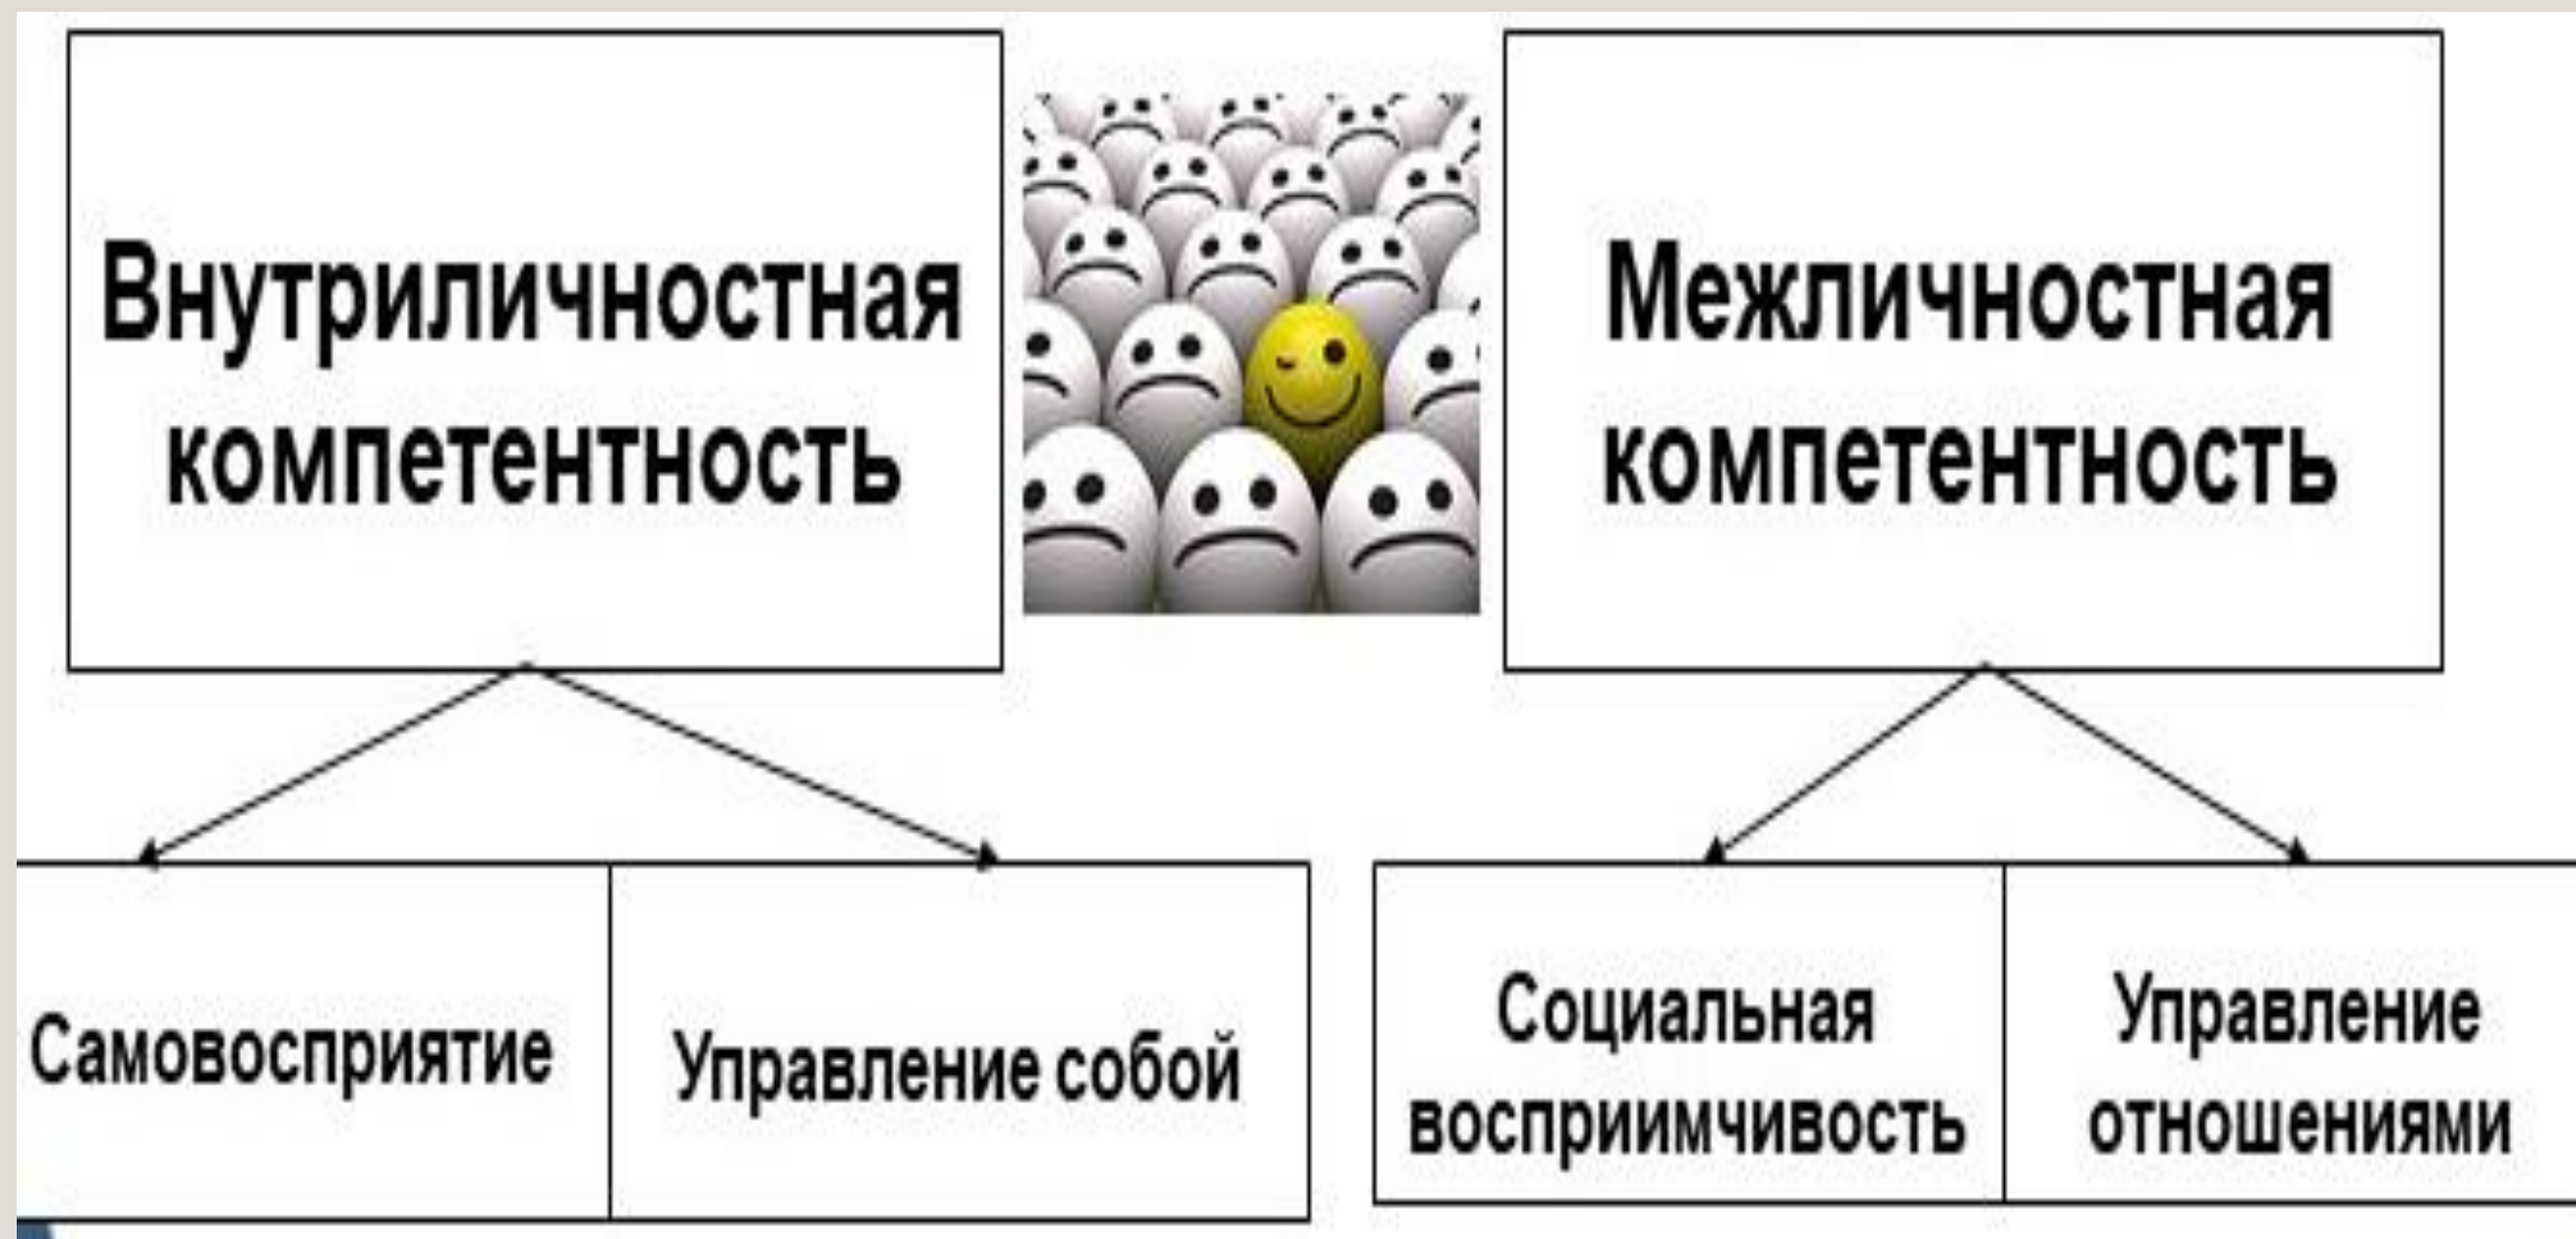 Внутриличностная
компетентность
Межличностная
компетентность
Самовосприятие
Управление собой
Социальная
восприимчивость
Управление
отношениями